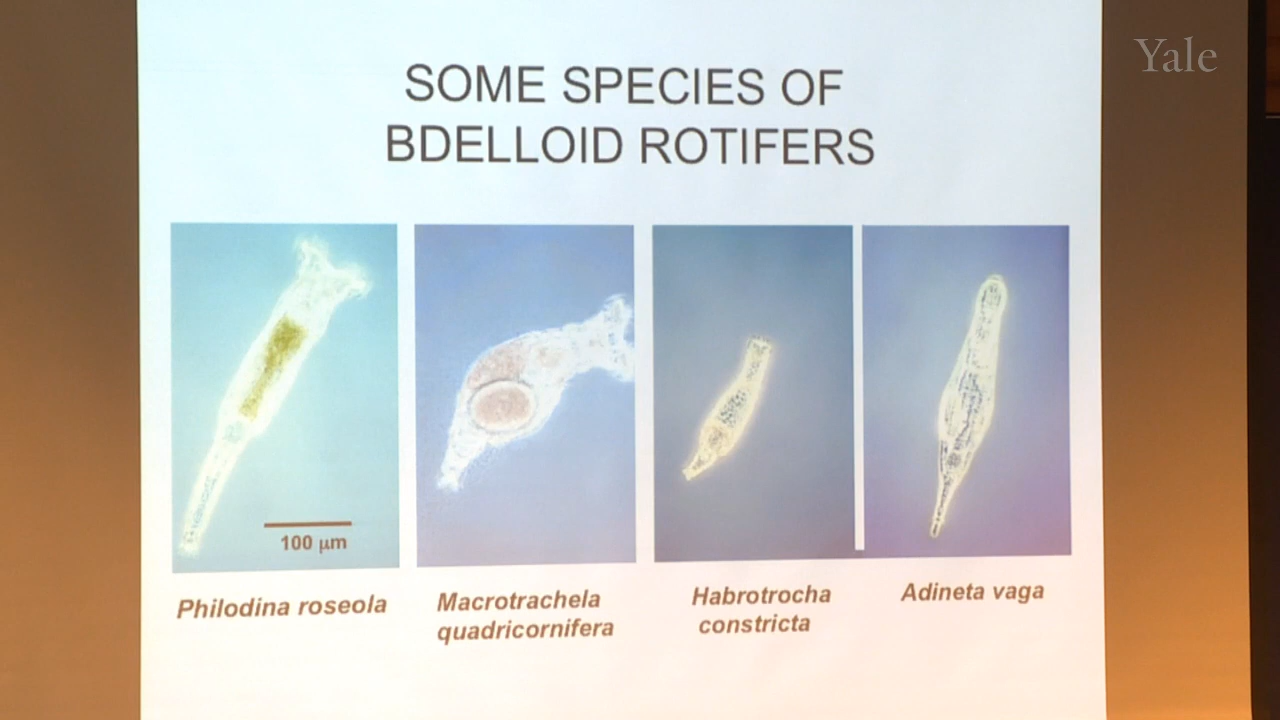 Yale
SOME SPECIES OF
BDELLOID ROTIFERS
100 µm
Philodina roseola
Macrotrachela
quadricornifera
Habrotrocha
constricta
Adineta vaga